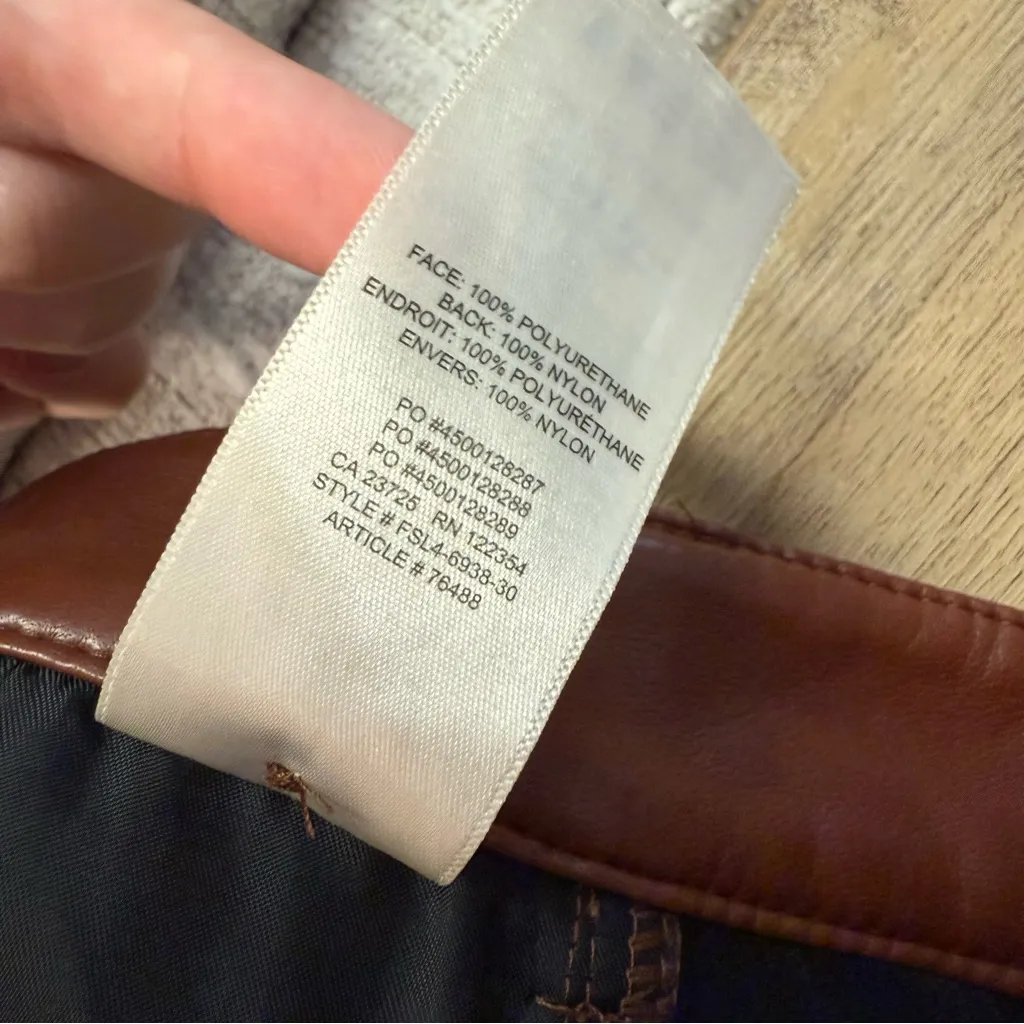 FACE: 100% POLYURETHANE
BACK: 100% NYLON
ENDROIT: 100% POLYURÉTHANE
ENVERS: 100% NYLON
PO #4500128287
PO #4500128288
PO #4500128289
CA 23725 RN 122354
STYLE # FSL4-6938-30
ARTICLE # 76488